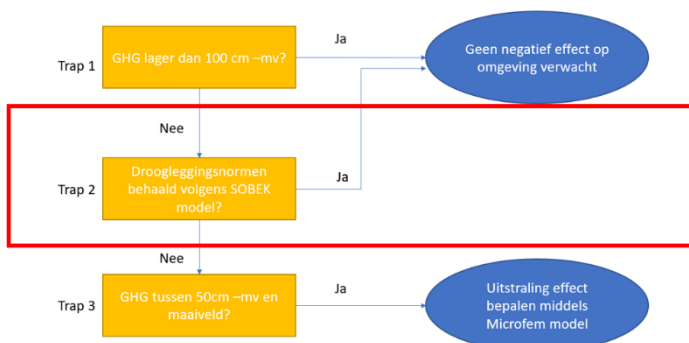 Trap 1
GHG lager dan 100 cm –mv?
Ja
Geen negatief effect op
omgeving verwacht
Nee
Trap 2
Droogleggingsnormen
behaald volgens SOBEK
model?
Ja
Nee
Trap 3
GHG tussen 50cm –mv en
maaiveld?
Ja
Uitstraling effect
bepalen middels
Microfem model